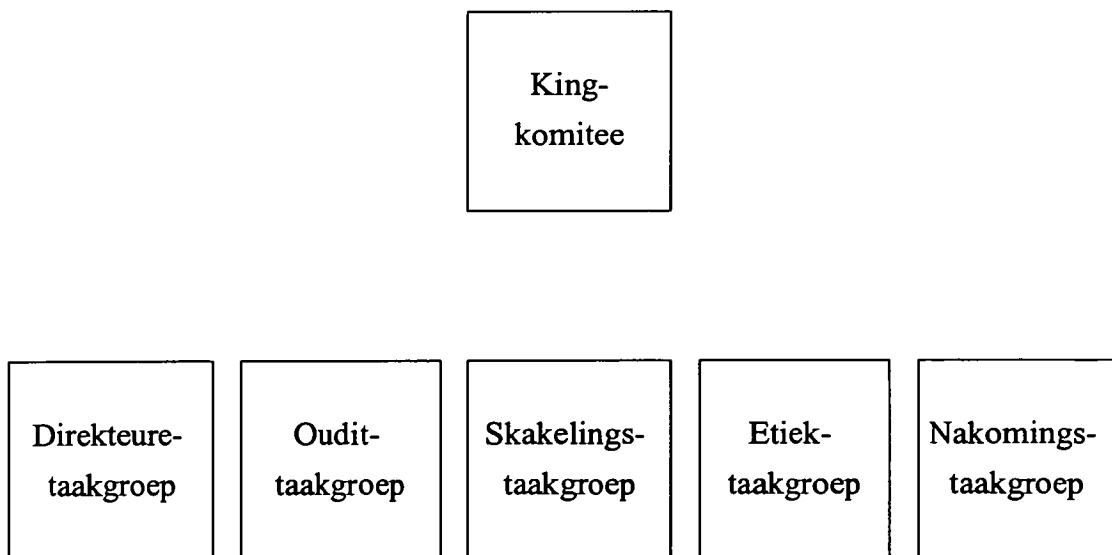 King-
komitee
Direkteure-
taakgroep
Oudit-
taakgroep
Skakelings-
taakgroep
Etiek-
taakgroep
Nakomings-
taakgroep